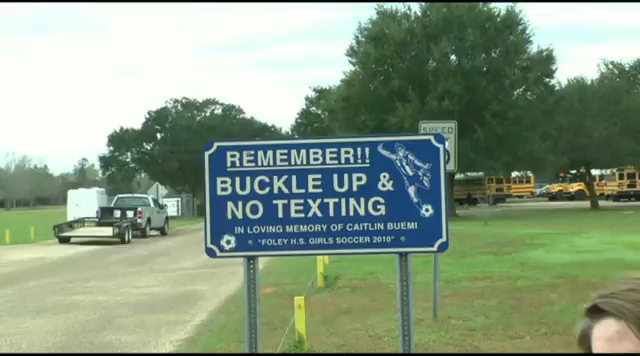 SPEED
REMEMBER!!
BUCKLE UP &
NO TEXTING
IN LOVING MEMORY OF CAITLIN BUEMI
"FOLEY H.S. GIRLS SOCCER 2010"